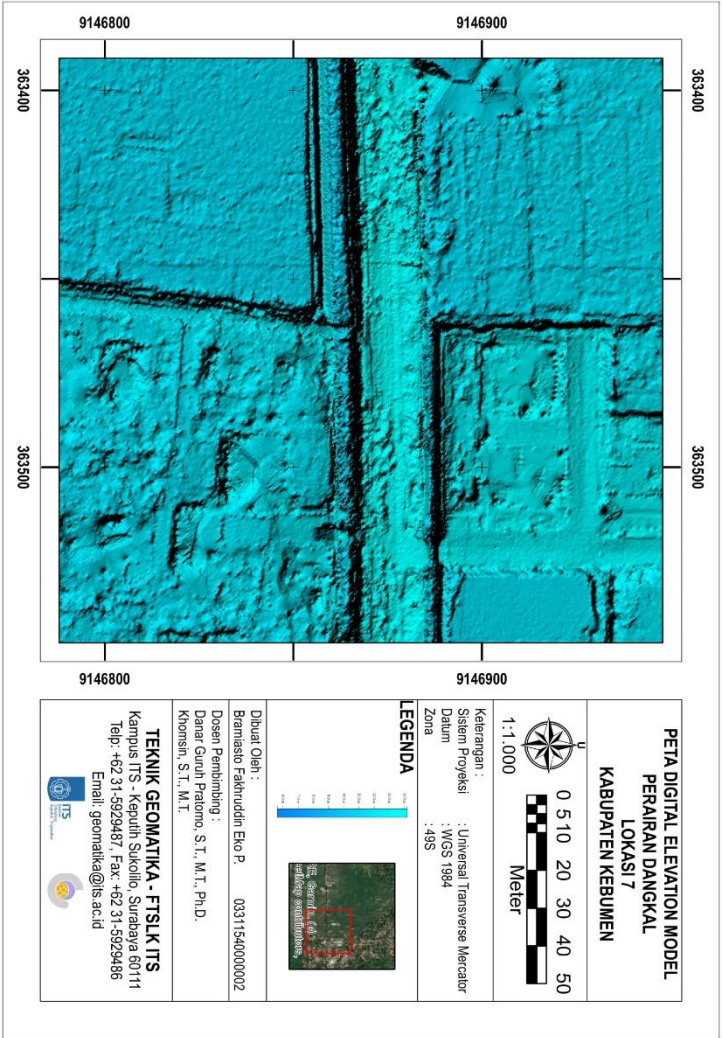 9146800
9146900
363400
363400
363500
363500
9146800
9146900
PETA DIGITAL ELEVATION MODEL
PERAIRAN DANGKAL
LOKASI 7
KABUPATEN KEBUMEN
U
0 5 10 20 30 40 50
Meter
1:1.000
Keterangan :
Sistem Proyeksi : Universal Transverse Mercator
Datum : WGS 1984
Zona : 49S
LEGENDA
Dibuat Oleh :
Bramiasto Fakhruddin Eko P. 03311540000002
Dosen Pembimbing :
Danar Guruh Pratomo, S.T., M.T., Ph.D.
Khomsin, S.T., M.T.
TEKNIK GEOMATIKA - FTSLK ITS
Kampus ITS - Keputih Sukolilo, Surabaya 60111
Telp: +62 31-5929487, Fax: +62 31-5929486
Email: geomatika@its.ac.id
ITS